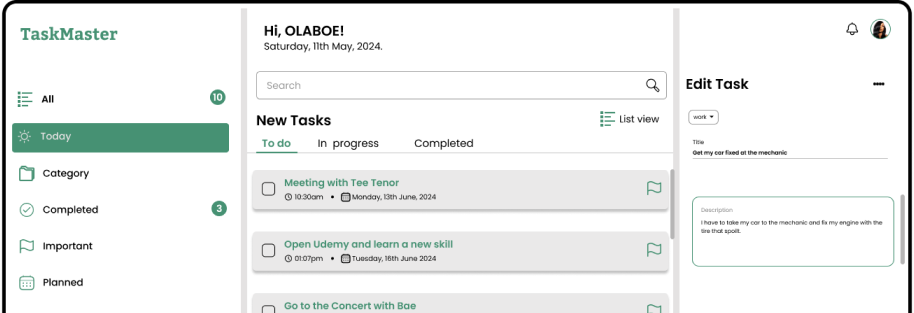 TaskMaster
All
10
Today
Category
Completed
3
Important
Planned
Hi, OLABOE!
Saturday, 11th May, 2024.
Search
New Tasks
List view
To do
In progress
Completed
Meeting with Tee Tenor
10:30am • Monday, 13th June, 2024
Open Udemy and learn a new skill
01:07pm • Tuesday, 16th June 2024
Go to the Concert with Bae
Edit Task
work
Title
Get my car fixed at the mechanic
Description
I have to take my car to the mechanic and fix my engine with the
tire that spoilt.